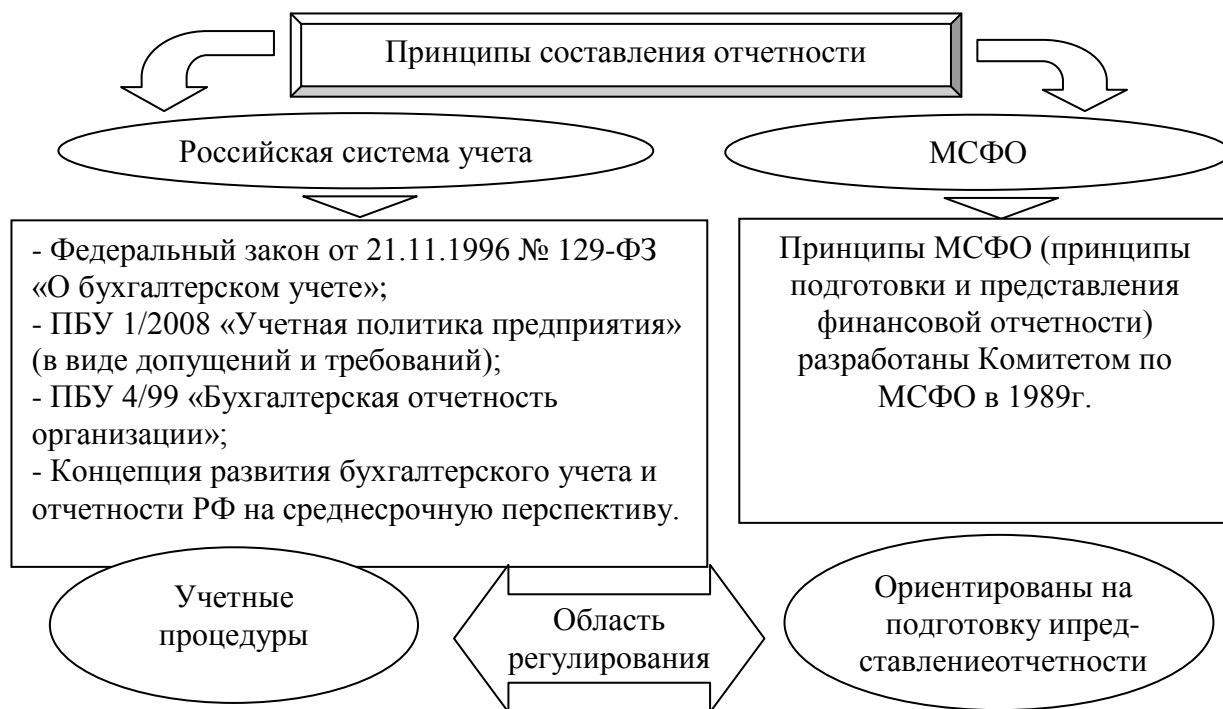 Принципы составления отчетности
Российская система учета
МСФО
- Федеральный закон от 21.11.1996 № 129-ФЗ
«О бухгалтерском учете»;
- ПБУ 1/2008 «Учетная политика предприятия»
(в виде допущений и требований);
- ПБУ 4/99 «Бухгалтерская отчетность
организации»;
- Концепция развития бухгалтерского учета и
отчетности РФ на среднесрочную перспективу.
Принципы МСФО (принципы
подготовки и представления
финансовой отчетности)
разработаны Комитетом по
МСФО в 1989г.
Учетные
процедуры
Область
регулирования
Ориентированы на
подготовку ипред-
ставлениеотчетности